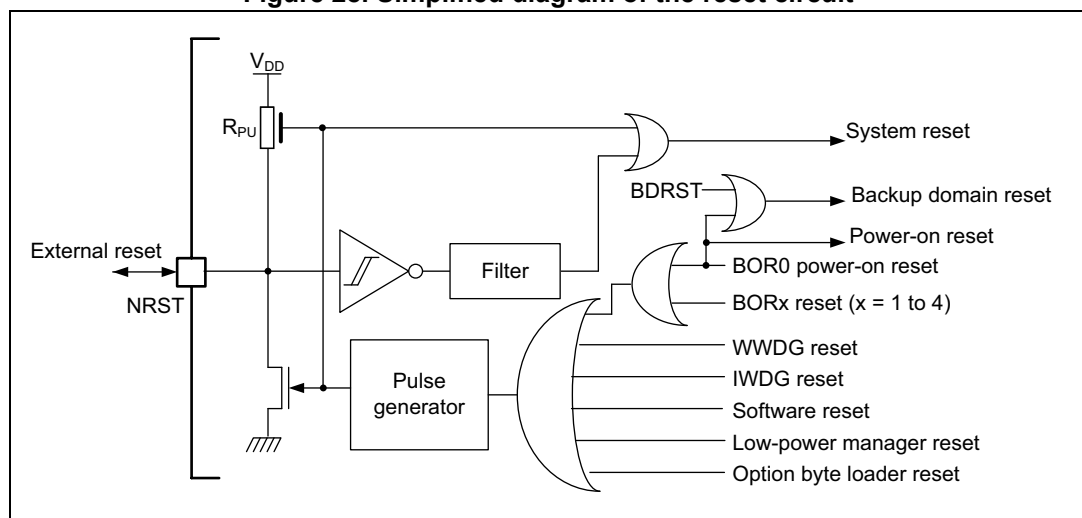 Figure 28. Simplified diagram of the reset circuit
VDD
RPU
System reset
BDRST
Backup domain reset
External reset
Filter
Power-on reset
BOR0 power-on reset
NRST
BORx reset (x = 1 to 4)
WWDG reset
Pulse
generator
IWDG reset
Software reset
Low-power manager reset
Option byte loader reset